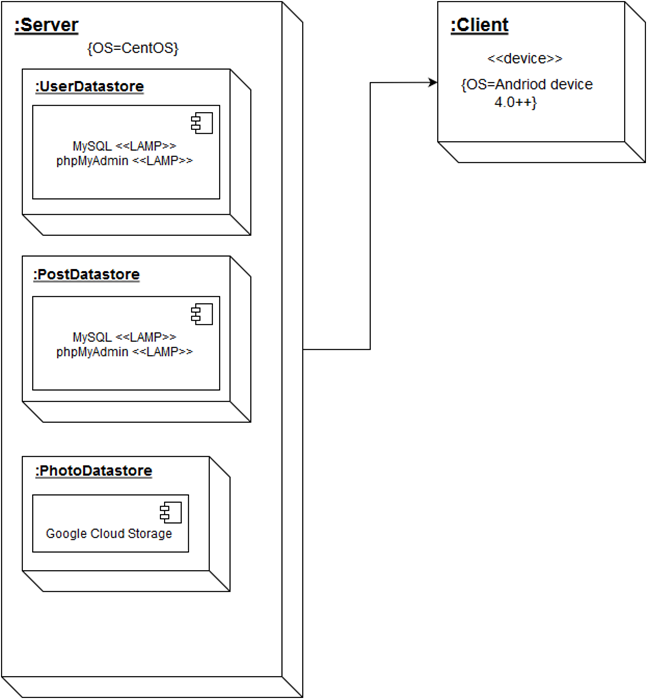 :Server
{OS=CentOS}
:UserDatastore
MySQL <<LAMP>>
phpMyAdmin <<LAMP>>
:PostDatastore
MySQL <<LAMP>>
phpMyAdmin <<LAMP>>
:PhotoDatastore
Google Cloud Storage
:Client
<<device>>
{OS=Andriod device
4.0++}